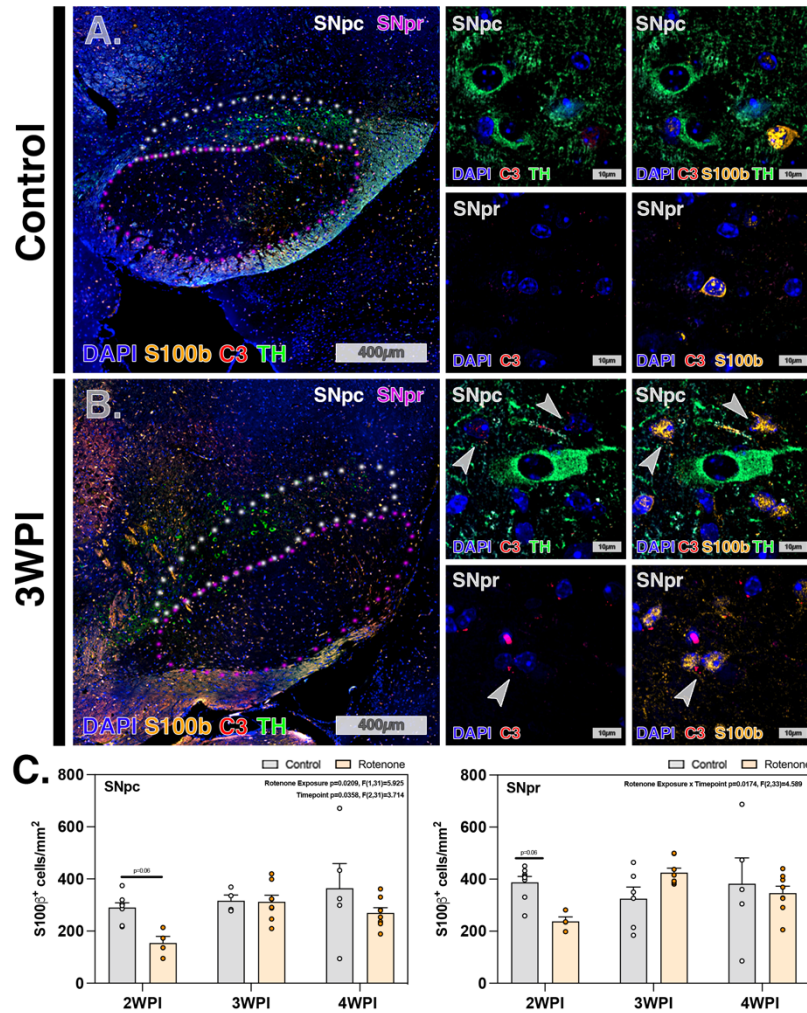 Control
A.
SNpc SNpr
DAPI S100b C3 TH
400µm
SNpc
DAPI C3 TH
10µm
SNpc
DAPI C3 S100b TH
10µm
SNpr
DAPI C3
10µm
SNpr
DAPI C3 S100b
10µm
3WPI
B.
SNpc SNpr
DAPI S100b C3 TH
400µm
SNpc
DAPI C3 TH
10µm
SNpc
DAPI C3 S100b TH
10µm
SNpr
DAPI C3
10µm
SNpr
DAPI C3 S100b
10µm
C.
Control Rotenone
SNpc
Rotenone Exposure p=0.0209, F(1,31)=5.925
Timepoint p=0.0358, F(2,31)=3.714
S100β⁺ cells/mm²
800
600
400
200
0
p=0.06
2WPI 3WPI 4WPI
Control Rotenone
SNpr
Rotenone Exposure x Timepoint p=0.0174, F(2,33)=4.589
S100β⁺ cells/mm²
800
600
400
200
0
p=0.06
2WPI 3WPI 4WPI